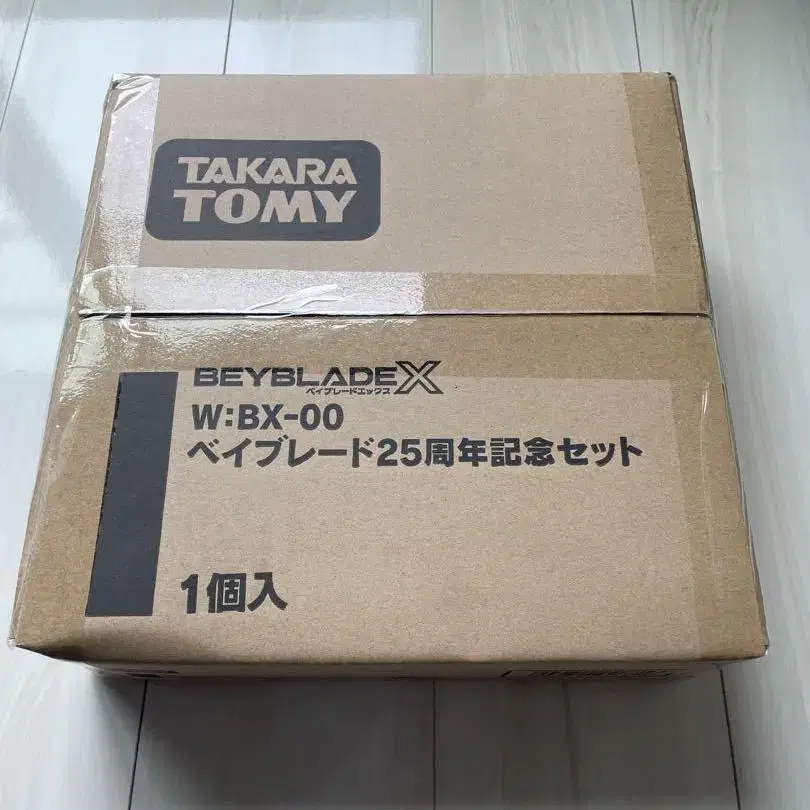 TAKARA
TOMY
BEYBLADE X
ベイブレードエックス
W:BX-00
ベイブレード25周年記念セット
1個入